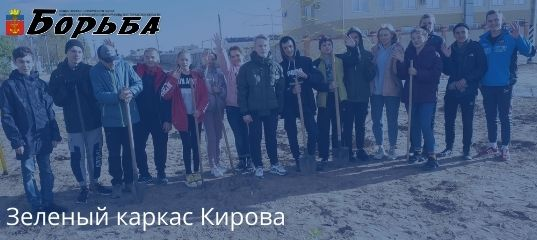 Борьба
Зеленый каркас Кирова